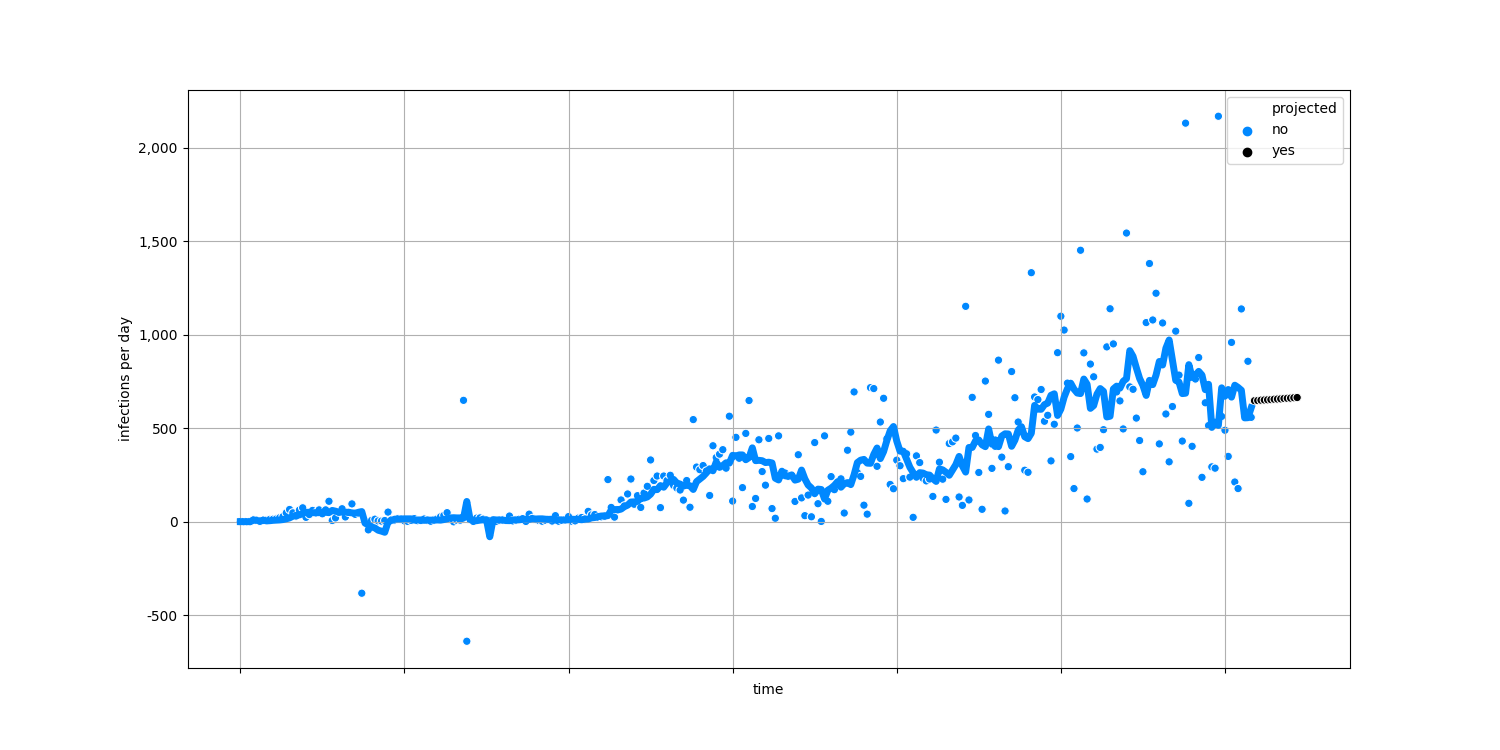 projected
no
yes
2,000
1,500
1,000
500
0
-500
infections per day
time